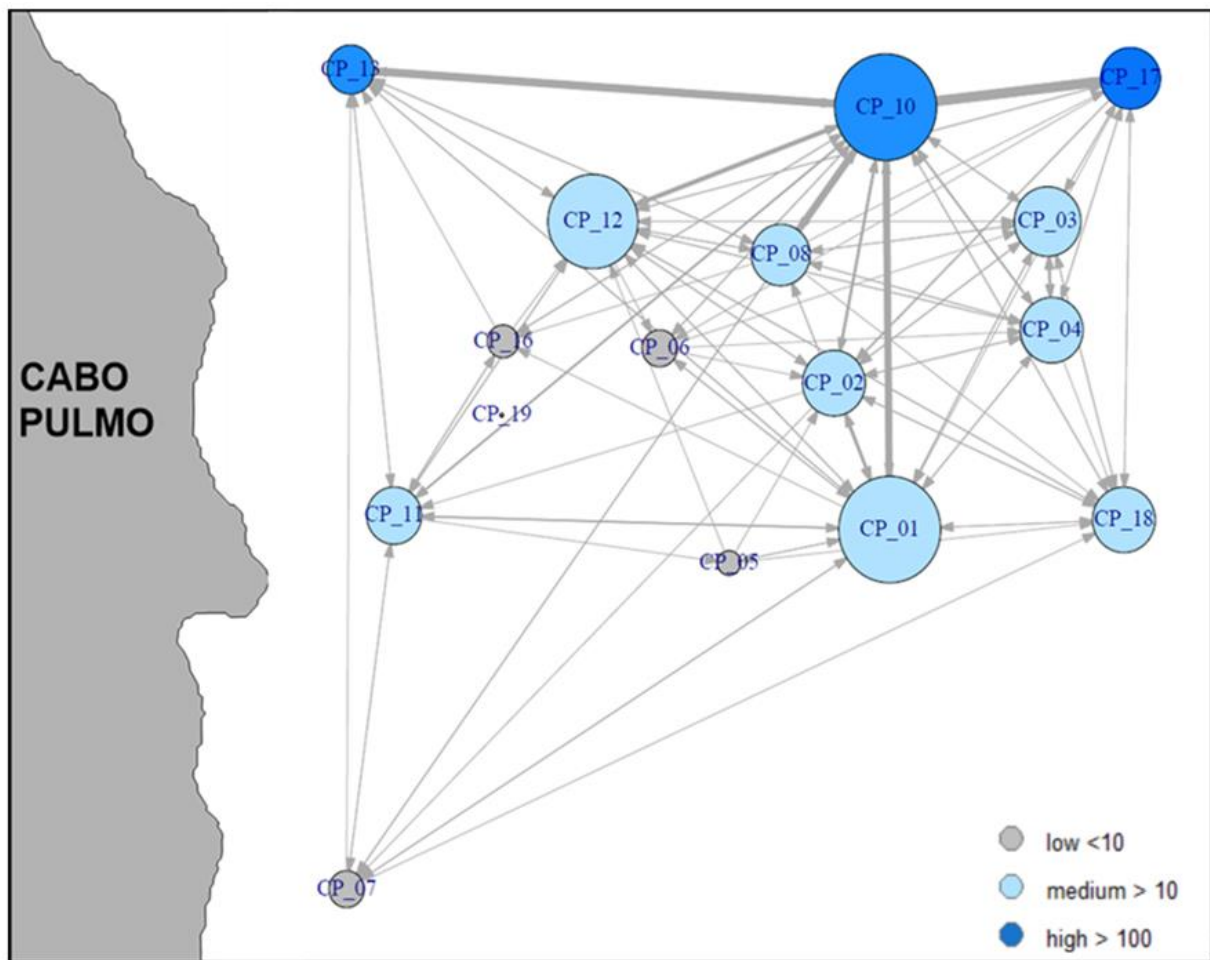 CP_13
CP_10
CP_17
CP_12
CP_03
CP_08
CP_16
CP_06
CP_04
CABO
PULMO
CP_02
CP_19
CP_11
CP_01
CP_18
CP_05
CP_07
low <10
medium > 10
high > 100